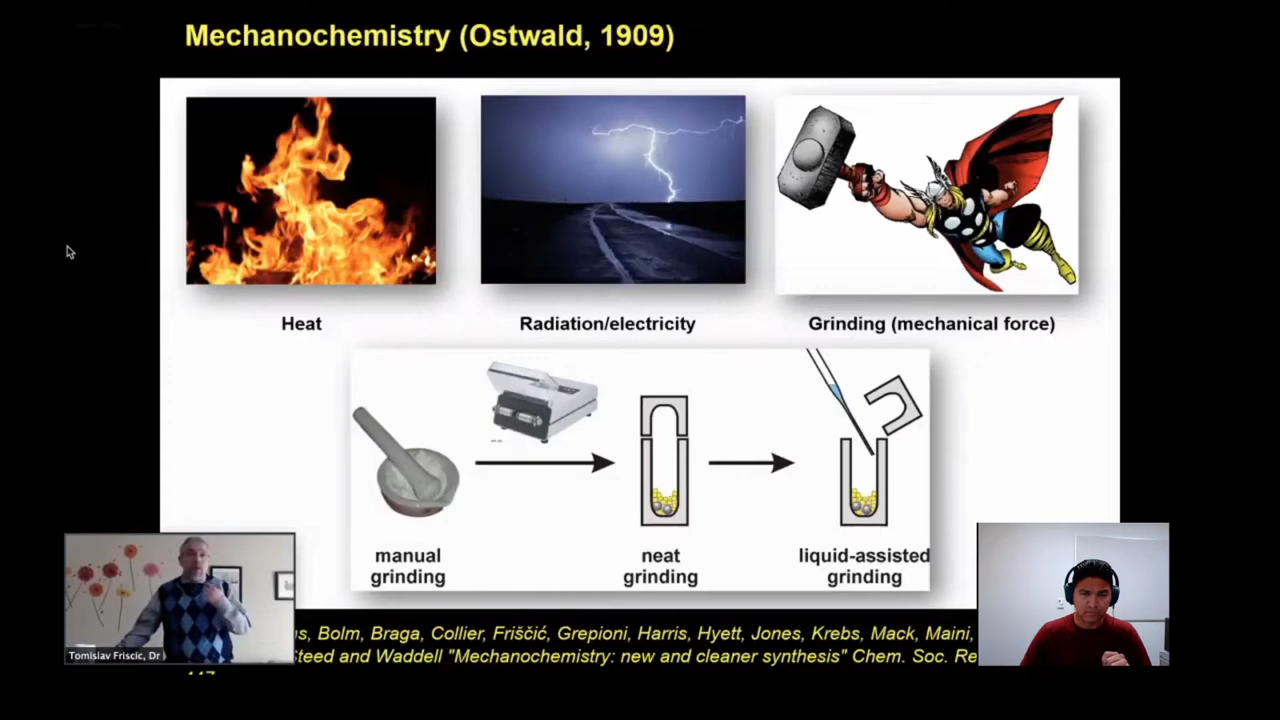 Mechanochemistry (Ostwald, 1909)
Heat
Radiation/electricity
Grinding (mechanical force)
manual
grinding
neat
grinding
liquid-assisted
grinding
Bolm, Braga, Collier, Friščić, Grepioni, Harris, Hyett, Jones, Krebs, Mack, Maini,
Steed and Waddell "Mechanochemistry: new and cleaner synthesis" Chem. Soc.
Tomislav Friscic, Dr